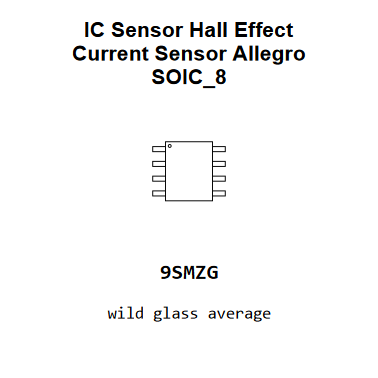 IC Sensor Hall Effect
Current Sensor Allegro
SOIC_8
9SMZG
wild glass average